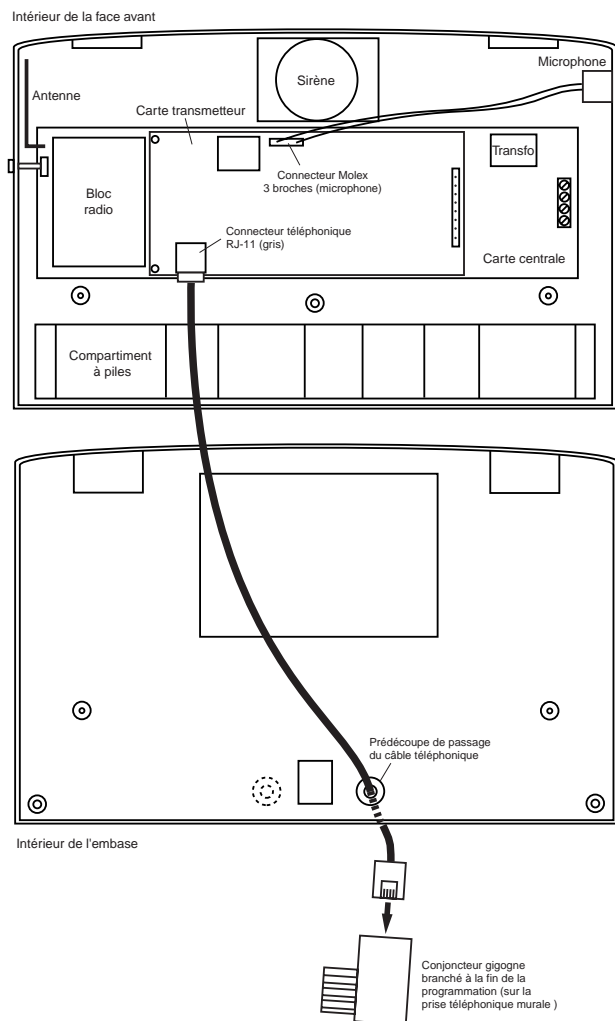 Intérieur de la face avant
Microphone
Sirène
Antenne
Carte transmetteur
Transfo
Connecteur Molex
3 broches (microphone)
Bloc
radio
Connecteur téléphonique
RJ-11 (gris)
Carte centrale
Compartiment
à piles
Prédécoupe de passage
du câble téléphonique
Intérieur de l'embase
Conjoncteur gigogne
branché à la fin de la
programmation (sur la
prise téléphonique murale )